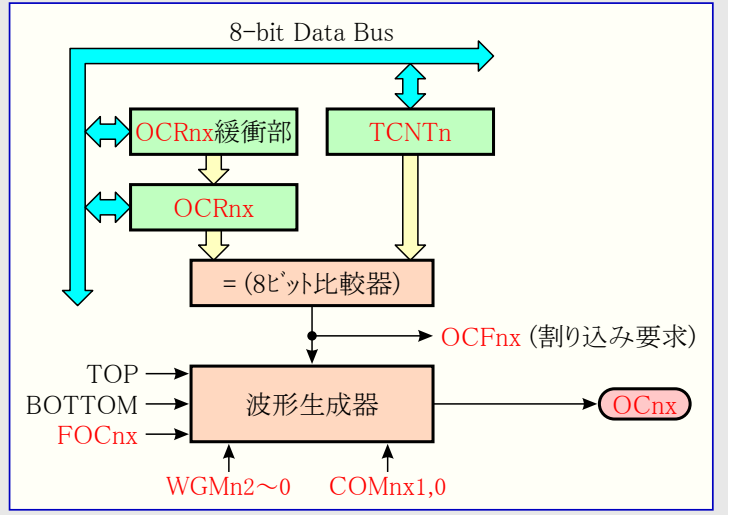 8-bit Data Bus
OCRnx緩衝部
TCNTn
OCRnx
= (8ﾋﾞｯﾄ比較器)
OCFnx (割り込み要求)
TOP
BOTTOM
FOCnx
波形生成器
OCnx
WGMn2～0
COMnx1,0